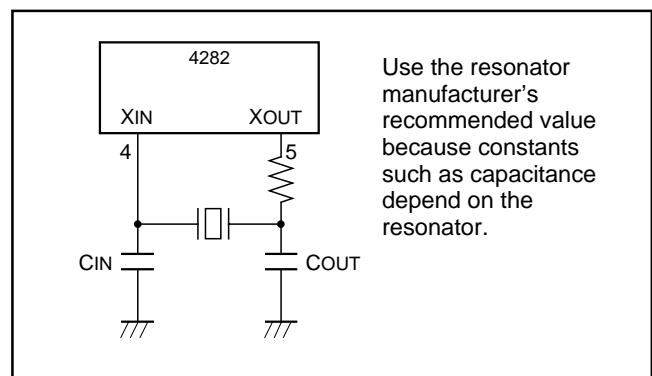 4282
XIN
XOUT
4
5
CIN
COUT
Use the resonator
manufacturer's
recommended value
because constants
such as capacitance
depend on the
resonator.